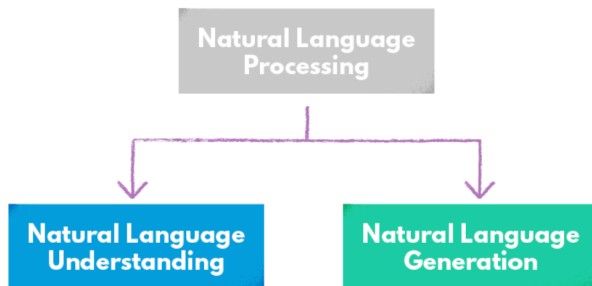 Natural Language
Processing
Natural Language
Understanding
Natural Language
Generation